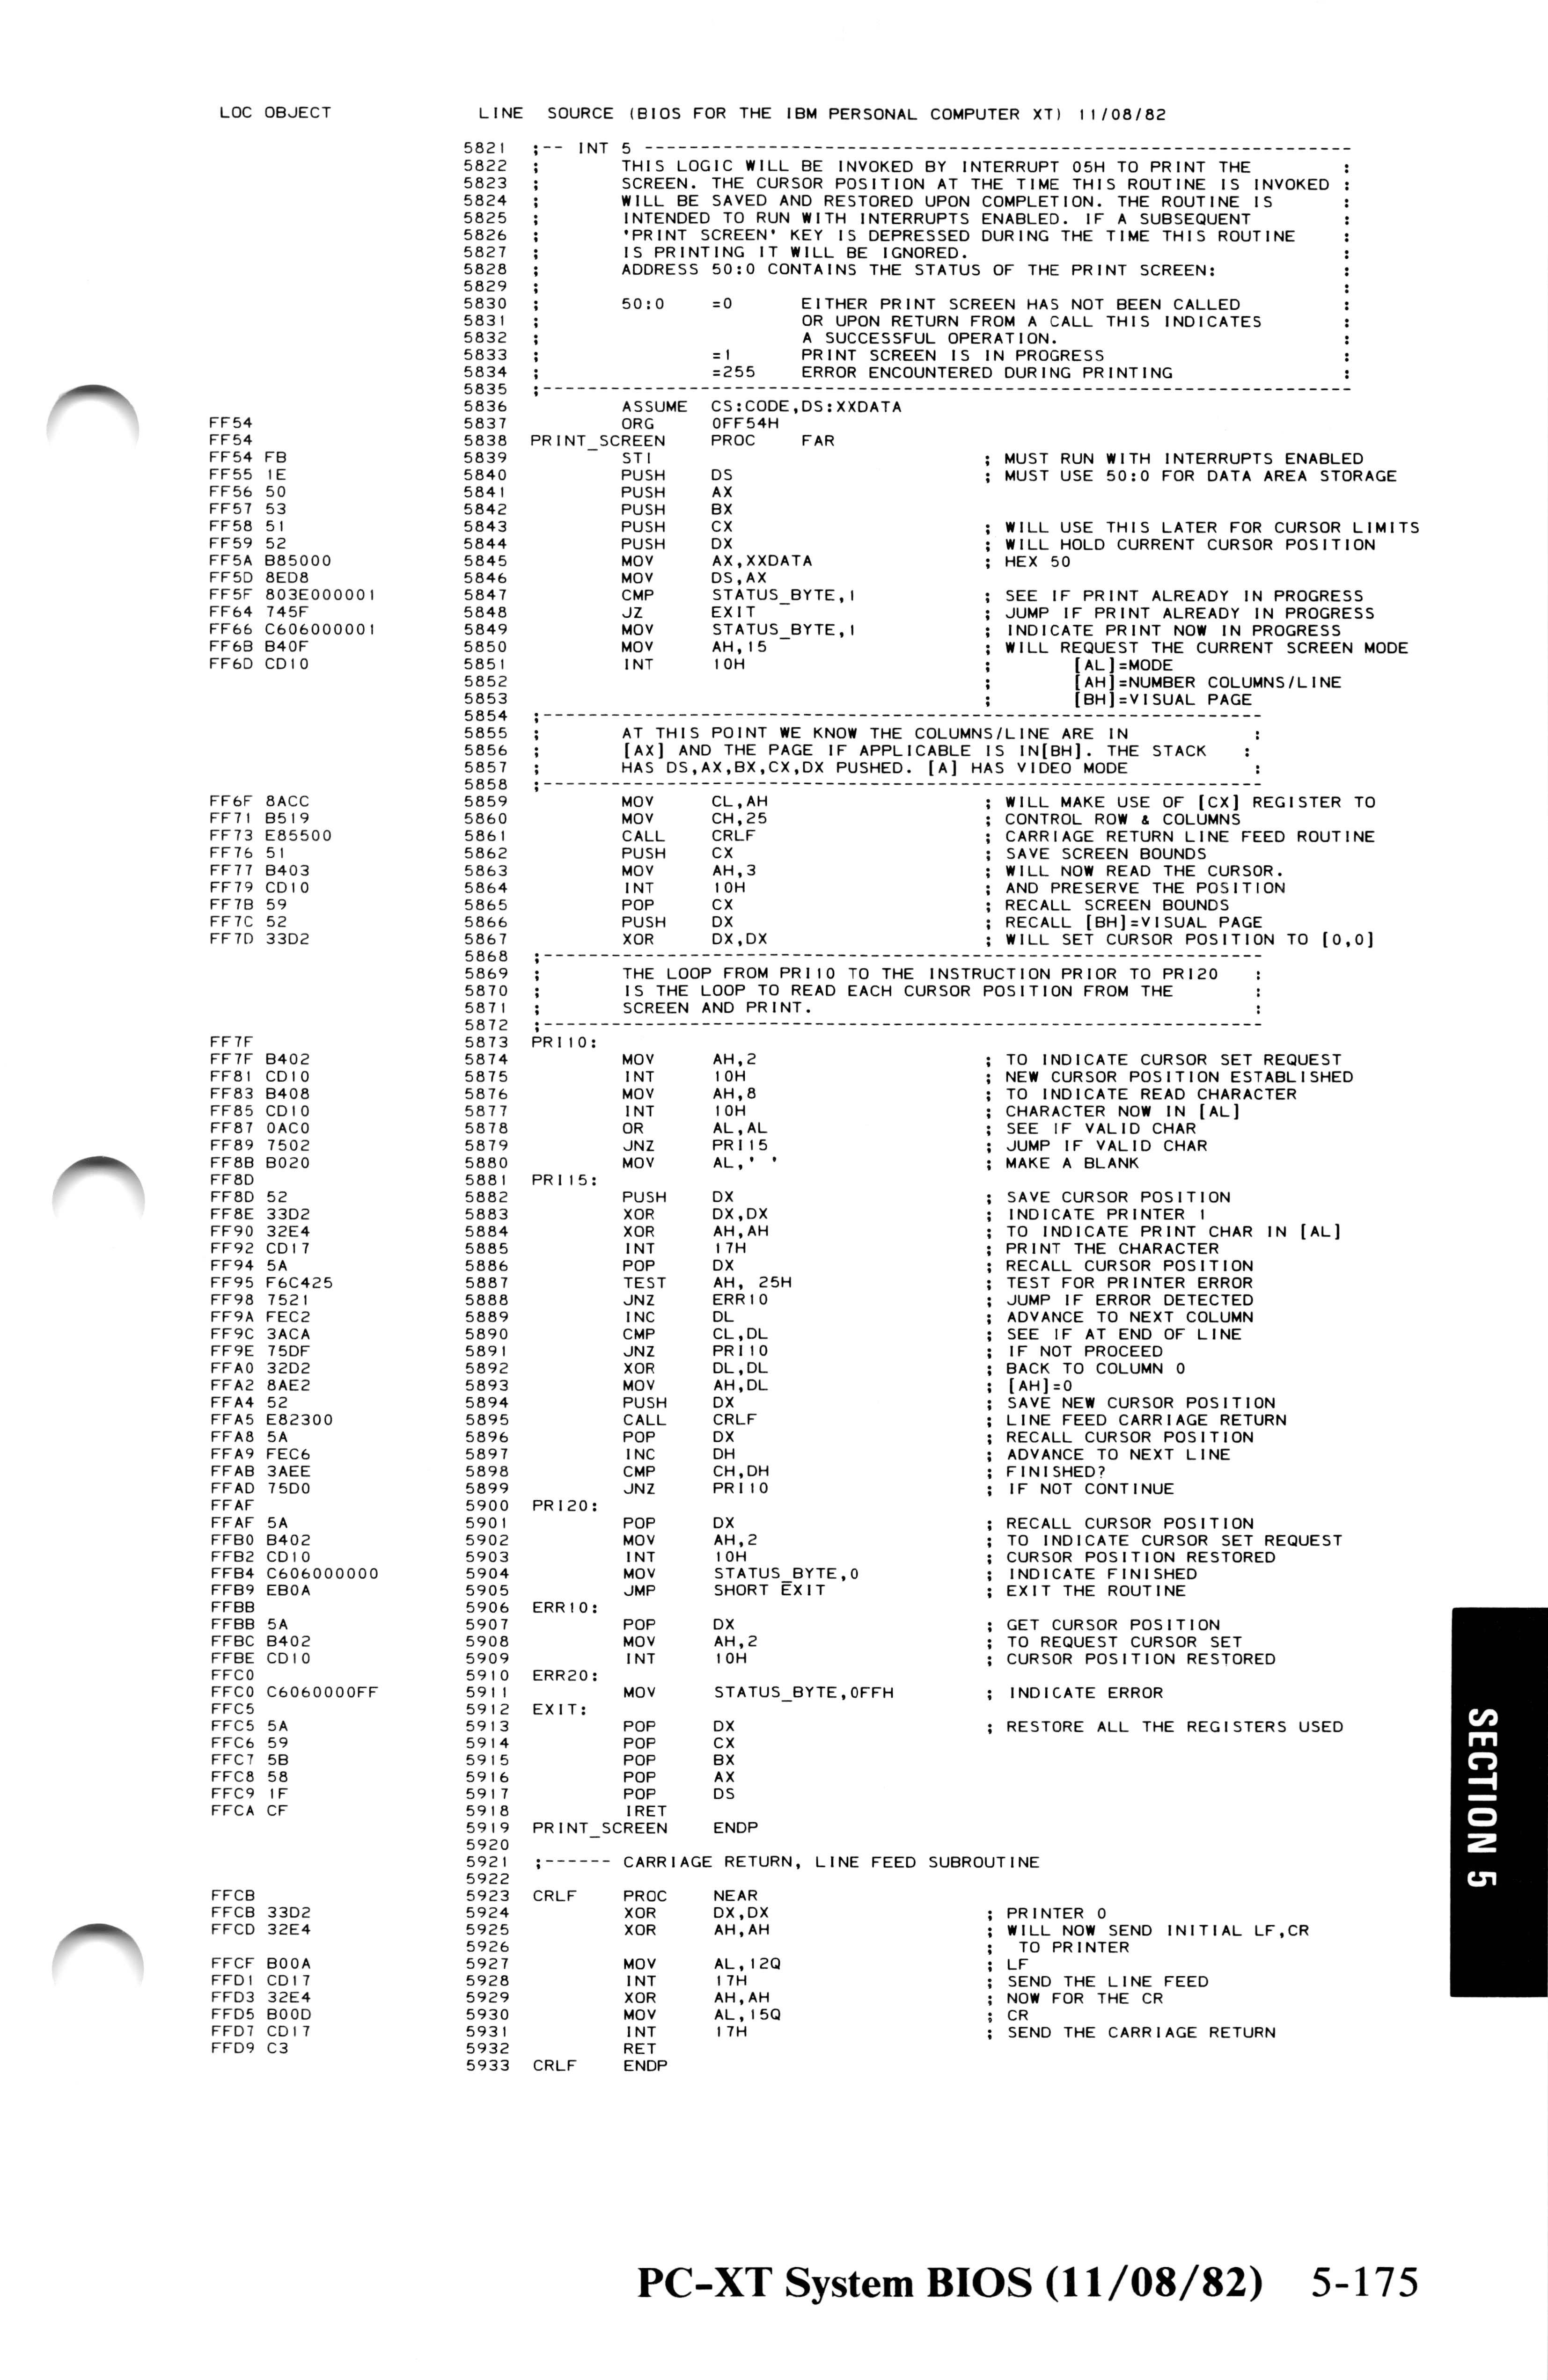 LOC OBJECT LINE SOURCE (BIOS FOR THE IBM PERSONAL COMPUTER XT) 11/08/82
5821 ;-- INT 5 ---------------------------------------------------------------
5822 ; THIS LOGIC WILL BE INVOKED BY INTERRUPT 05H TO PRINT THE :
5823 ; SCREEN. THE CURSOR POSITION AT THE TIME THIS ROUTINE IS INVOKED :
5824 ; WILL BE SAVED AND RESTORED UPON COMPLETION. THE ROUTINE IS :
5825 ; INTENDED TO RUN WITH INTERRUPTS ENABLED. IF A SUBSEQUENT :
5826 ; 'PRINT SCREEN' KEY IS DEPRESSED DURING THE TIME THIS ROUTINE :
5827 ; IS PRINTING IT WILL BE IGNORED. :
5828 ; ADDRESS 50:0 CONTAINS THE STATUS OF THE PRINT SCREEN: :
5829 ; :
5830 ; 50:0 =0 EITHER PRINT SCREEN HAS NOT BEEN CALLED :
5831 ; OR UPON RETURN FROM A CALL THIS INDICATES :
5832 ; A SUCCESSFUL OPERATION. :
5833 ; =1 PRINT SCREEN IS IN PROGRESS :
5834 ; =255 ERROR ENCOUNTERED DURING PRINTING :
5835 ;------------------------------------------------------------------------
5836 ASSUME CS:CODE,DS:XXDATA
FF54 5837 ORG 0FF54H
FF54 5838 PRINT_SCREEN PROC FAR
FF54 FB 5839 STI ; MUST RUN WITH INTERRUPTS ENABLED
FF55 1E 5840 PUSH DS ; MUST USE 50:0 FOR DATA AREA STORAGE
FF56 50 5841 PUSH AX
FF57 53 5842 PUSH BX
FF58 51 5843 PUSH CX ; WILL USE THIS LATER FOR CURSOR LIMITS
FF59 52 5844 PUSH DX ; WILL HOLD CURRENT CURSOR POSITION
FF5A B85000 5845 MOV AX,XXDATA ; HEX 50
FF5D 8ED8 5846 MOV DS,AX
FF5F 803E000001 5847 CMP STATUS_BYTE,1 ; SEE IF PRINT ALREADY IN PROGRESS
FF64 745F 5848 JZ EXIT ; JUMP IF PRINT ALREADY IN PROGRESS
FF66 C606000001 5849 MOV STATUS_BYTE,1 ; INDICATE PRINT NOW IN PROGRESS
FF6B B40F 5850 MOV AH,15 ; WILL REQUEST THE CURRENT SCREEN MODE
FF6D CD10 5851 INT 10H ; [AL]=MODE
5852 ; [AH]=NUMBER COLUMNS/LINE
5853 ; [BH]=VISUAL PAGE
5854 ;----------------------------------------------------------------
5855 ; AT THIS POINT WE KNOW THE COLUMNS/LINE ARE IN :
5856 ; [AX] AND THE PAGE IF APPLICABLE IS IN[BH]. THE STACK :
5857 ; HAS DS,AX,BX,CX,DX PUSHED. [A] HAS VIDEO MODE :
5858 ;----------------------------------------------------------------
FF6F 8ACC 5859 MOV CL,AH ; WILL MAKE USE OF [CX] REGISTER TO
FF71 B519 5860 MOV CH,25 ; CONTROL ROW & COLUMNS
FF73 E85500 5861 CALL CRLF ; CARRIAGE RETURN LINE FEED ROUTINE
FF76 51 5862 PUSH CX ; SAVE SCREEN BOUNDS
FF77 B403 5863 MOV AH,3 ; WILL NOW READ THE CURSOR.
FF79 CD10 5864 INT 10H ; AND PRESERVE THE POSITION
FF7B 59 5865 POP CX ; RECALL SCREEN BOUNDS
FF7C 52 5866 PUSH DX ; RECALL [BH]=VISUAL PAGE
FF7D 33D2 5867 XOR DX,DX ; WILL SET CURSOR POSITION TO [0,0]
5868 ;----------------------------------------------------------------
5869 ; THE LOOP FROM PRI10 TO THE INSTRUCTION PRIOR TO PRI20 :
5870 ; IS THE LOOP TO READ EACH CURSOR POSITION FROM THE :
5871 ; SCREEN AND PRINT. :
5872 ;----------------------------------------------------------------
FF7F 5873 PRI10:
FF7F B402 5874 MOV AH,2 ; TO INDICATE CURSOR SET REQUEST
FF81 CD10 5875 INT 10H ; NEW CURSOR POSITION ESTABLISHED
FF83 B408 5876 MOV AH,8 ; TO INDICATE READ CHARACTER
FF85 CD10 5877 INT 10H ; CHARACTER NOW IN [AL]
FF87 0AC0 5878 OR AL,AL ; SEE IF VALID CHAR
FF89 7502 5879 JNZ PRI15 ; JUMP IF VALID CHAR
FF8B B020 5880 MOV AL,' ' ; MAKE A BLANK
FF8D 5881 PRI15:
FF8D 52 5882 PUSH DX ; SAVE CURSOR POSITION
FF8E 33D2 5883 XOR DX,DX ; INDICATE PRINTER 1
FF90 32E4 5884 XOR AH,AH ; TO INDICATE PRINT CHAR IN [AL]
FF92 CD17 5885 INT 17H ; PRINT THE CHARACTER
FF94 5A 5886 POP DX ; RECALL CURSOR POSITION
FF95 F6C425 5887 TEST AH, 25H ; TEST FOR PRINTER ERROR
FF98 7521 5888 JNZ ERR10 ; JUMP IF ERROR DETECTED
FF9A FEC2 5889 INC DL ; ADVANCE TO NEXT COLUMN
FF9C 3ACA 5890 CMP CL,DL ; SEE IF AT END OF LINE
FF9E 75DF 5891 JNZ PRI10 ; IF NOT PROCEED
FFA0 32D2 5892 XOR DL,DL ; BACK TO COLUMN 0
FFA2 8AE2 5893 MOV AH,DL ; [AH]=0
FFA4 52 5894 PUSH DX ; SAVE NEW CURSOR POSITION
FFA5 E82300 5895 CALL CRLF ; LINE FEED CARRIAGE RETURN
FFA8 5A 5896 POP DX ; RECALL CURSOR POSITION
FFA9 FEC6 5897 INC DH ; ADVANCE TO NEXT LINE
FFAB 3AEE 5898 CMP CH,DH ; FINISHED?
FFAD 75D0 5899 JNZ PRI10 ; IF NOT CONTINUE
FFAF 5900 PRI20:
FFAF 5A 5901 POP DX ; RECALL CURSOR POSITION
FFB0 B402 5902 MOV AH,2 ; TO INDICATE CURSOR SET REQUEST
FFB2 CD10 5903 INT 10H ; CURSOR POSITION RESTORED
FFB4 C606000000 5904 MOV STATUS_BYTE,0 ; INDICATE FINISHED
FFB9 EB0A 5905 JMP SHORT EXIT ; EXIT THE ROUTINE
FFBB 5906 ERR10:
FFBB 5A 5907 POP DX ; GET CURSOR POSITION
FFBC B402 5908 MOV AH,2 ; TO REQUEST CURSOR SET
FFBE CD10 5909 INT 10H ; CURSOR POSITION RESTORED
FFC0 5910 ERR20:
FFC0 C6060000FF 5911 MOV STATUS_BYTE,0FFH ; INDICATE ERROR
FFC5 5912 EXIT:
FFC5 5A 5913 POP DX ; RESTORE ALL THE REGISTERS USED
FFC6 59 5914 POP CX
FFC7 5B 5915 POP BX
FFC8 58 5916 POP AX
FFC9 1F 5917 POP DS
FFCA CF 5918 IRET
5919 PRINT_SCREEN ENDP
5920
5921 ;------ CARRIAGE RETURN, LINE FEED SUBROUTINE
5922
FFCB 5923 CRLF PROC NEAR
FFCB 33D2 5924 XOR DX,DX ; PRINTER 0
FFCD 32E4 5925 XOR AH,AH ; WILL NOW SEND INITIAL LF,CR
5926 ; TO PRINTER
FFCF B00A 5927 MOV AL,12Q ; LF
FFD1 CD17 5928 INT 17H ; SEND THE LINE FEED
FFD3 32E4 5929 XOR AH,AH ; NOW FOR THE CR
FFD5 B00D 5930 MOV AL,15Q ; CR
FFD7 CD17 5931 INT 17H ; SEND THE CARRIAGE RETURN
FFD9 C3 5932 RET
5933 CRLF ENDP
SECTION 5
PC-XT System BIOS (11/08/82) 5-175